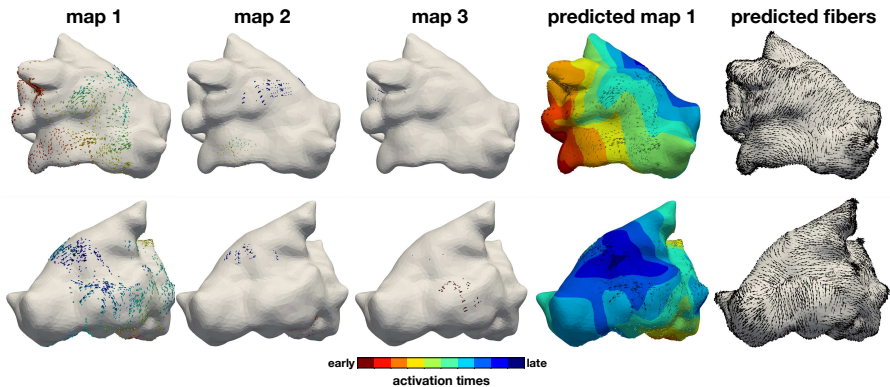 map 1
map 2
map 3
predicted map 1
predicted fibers
early
late
activation times